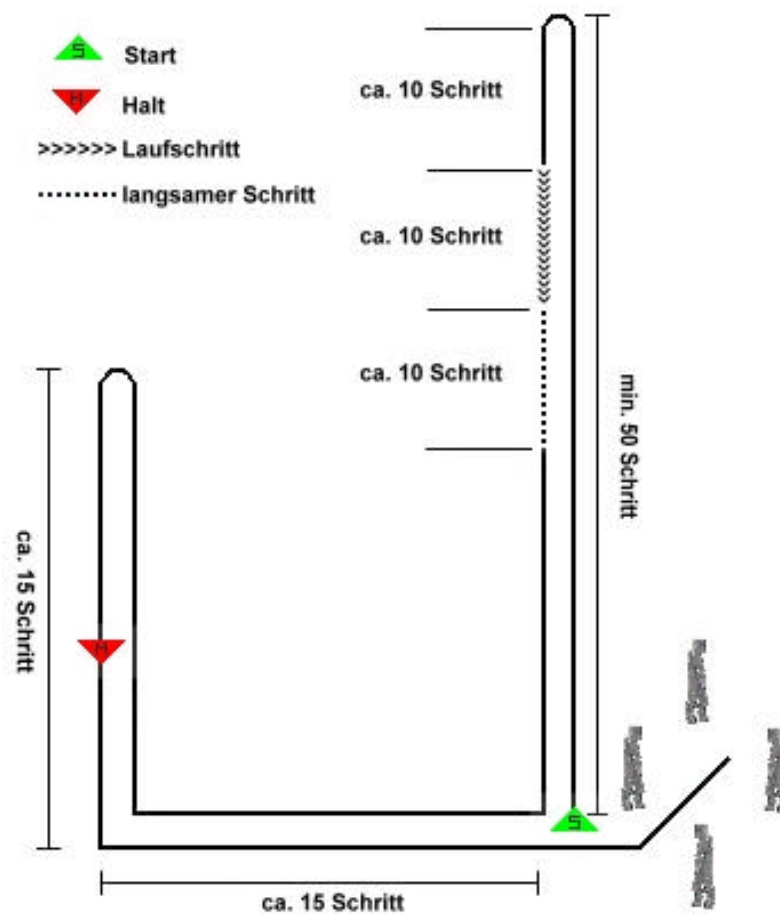 S Start
H Halt
>>>>>> Laufschritt
langsamer Schritt
ca. 10 Schritt
ca. 10 Schritt
ca. 10 Schritt
min. 50 Schritt
ca. 15 Schritt
H
S
ca. 15 Schritt